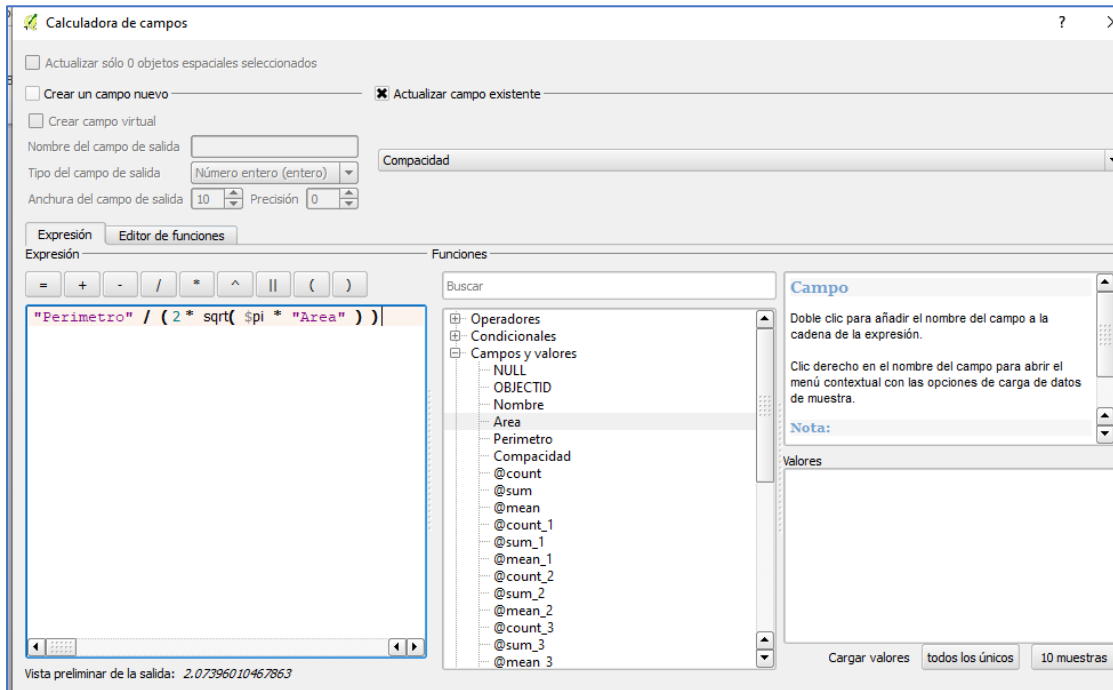 Calculadora de campos ?
Actualizar sólo 0 objetos espaciales seleccionados
Crear un campo nuevo
Crear campo virtual
Nombre del campo de salida
Tipo del campo de salida Número entero (entero)
Anchura del campo de salida 10 Precisión 0
Actualizar campo existente
Compacidad
Expresión Editor de funciones
Expresión
= + - / * ^ || ( )
"Perimetro" / ( 2 * sqrt( $pi * "Area" ) )
Vista preliminar de la salida: 2.07396010467863
Funciones
Buscar
Operadores
Condicionales
Campos y valores
NULL
OBJECTID
Nombre
Area
Perimetro
Compacidad
@count
@sum
@mean
@count_1
@sum_1
@mean_1
@count_2
@sum_2
@mean_2
@count_3
@sum_3
@mean_3
Campo
Doble clic para añadir el nombre del campo a la
cadena de la expresión.
Clic derecho en el nombre del campo para abrir el
menú contextual con las opciones de carga de datos
de muestra.
Nota:
Valores
Cargar valores todos los únicos 10 muestras